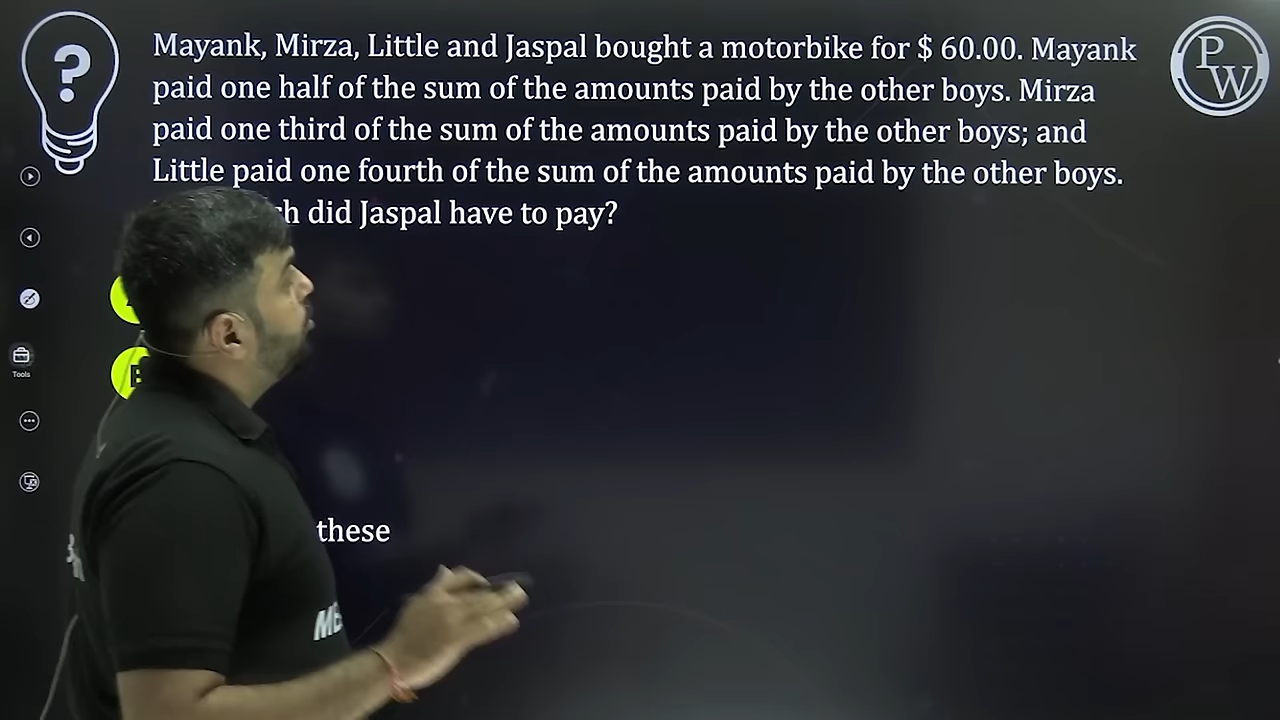 Mayank, Mirza, Little and Jaspal bought a motorbike for $ 60.00. Mayank
paid one half of the sum of the amounts paid by the other boys. Mirza
paid one third of the sum of the amounts paid by the other boys; and
Little paid one fourth of the sum of the amounts paid by the other boys.
did Jaspal have to pay?
these
Tools
P
W
?